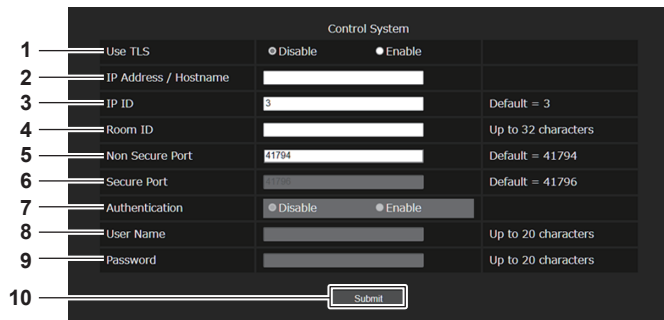 Control System
1 Use TLS Disable Enable
2 IP Address / Hostname
3 IP ID 3 Default = 3
4 Room ID Up to 32 characters
5 Non Secure Port 41794 Default = 41794
6 Secure Port 41796 Default = 41796
7 Authentication Disable Enable
8 User Name Up to 20 characters
9 Password Up to 20 characters
10 Submit